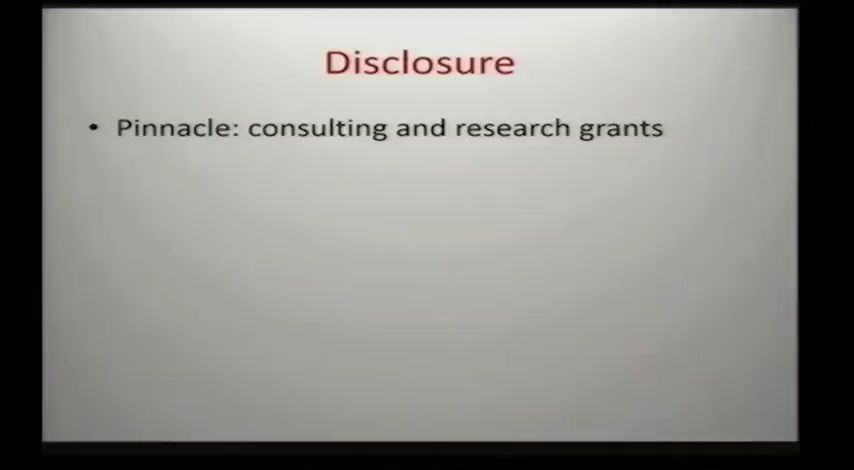 Disclosure
• Pinnacle: consulting and research grants